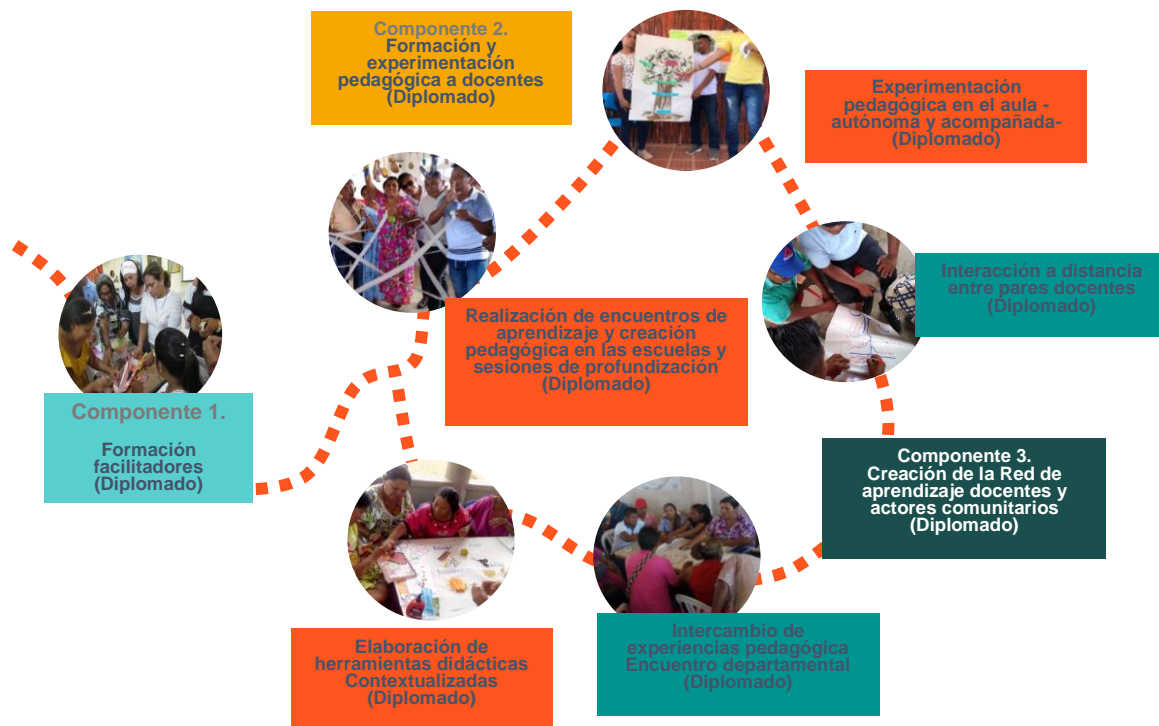 Componente 2.
Formación y
experimentación
pedagógica a docentes
(Diplomado)
Experimentación
pedagógica en el aula -
autónoma y acompañada-
(Diplomado)
Interacción a distancia
entre pares docentes
(Diplomado)
Realización de encuentros de
aprendizaje y creación
pedagógica en las escuelas y
sesiones de profundización
(Diplomado)
Componente 1.
Formación
facilitadores
(Diplomado)
Componente 3.
Creación de la Red de
aprendizaje docentes y
actores comunitarios
(Diplomado)
Elaboración de
herramientas didácticas
Contextualizadas
(Diplomado)
Intercambio de
experiencias pedagógica
Encuentro departamental
(Diplomado)